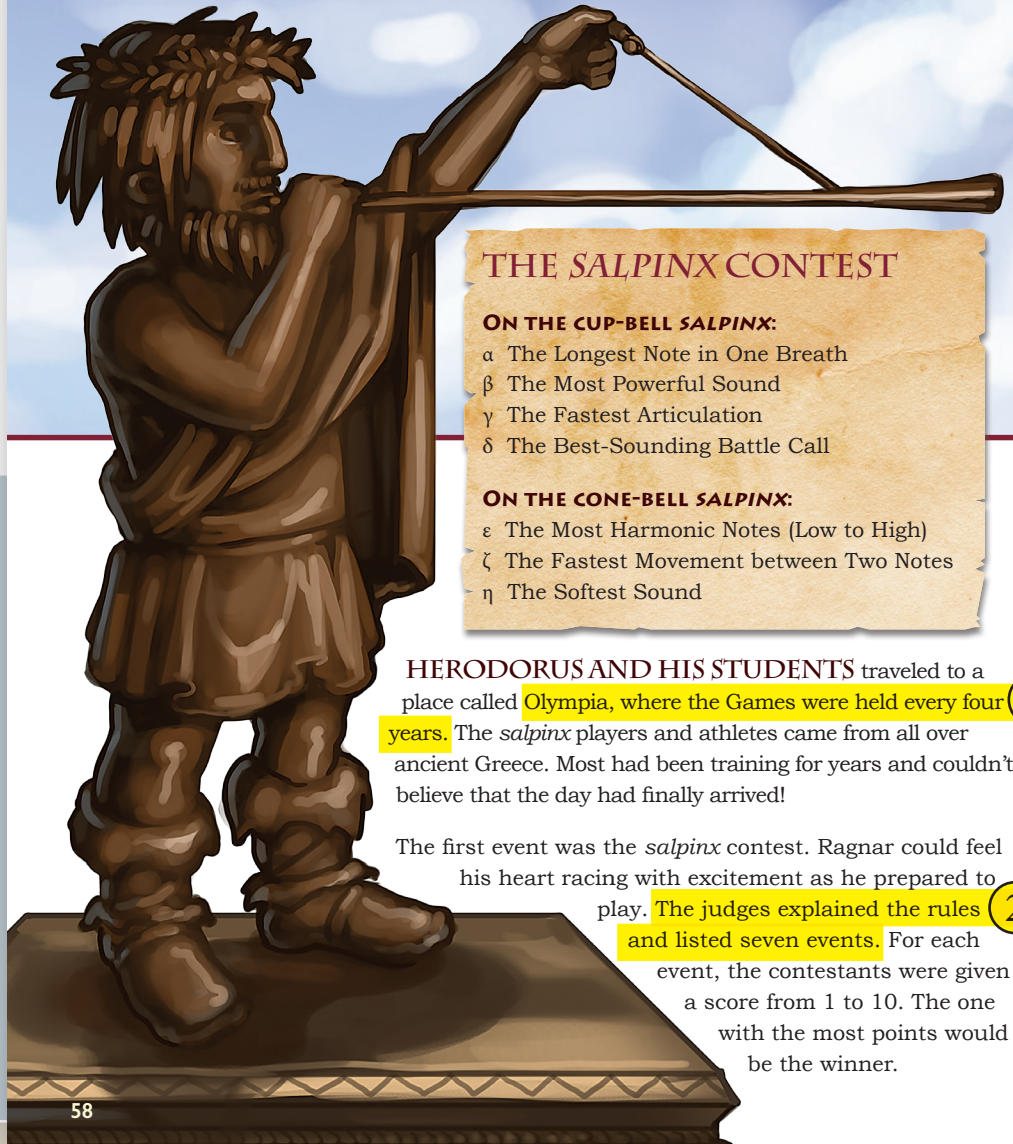 THE SALPINX CONTEST
ON THE CUP-BELL SALPINX:
α The Longest Note in One Breath
β The Most Powerful Sound
γ The Fastest Articulation
δ The Best-Sounding Battle Call
ON THE CONE-BELL SALPINX:
ε The Most Harmonic Notes (Low to High)
ζ The Fastest Movement between Two Notes
η The Softest Sound
HERODORUS AND HIS STUDENTS traveled to a
place called Olympia, where the Games were held every four
years. The salpinx players and athletes came from all over
ancient Greece. Most had been training for years and couldn't
believe that the day had finally arrived!
The first event was the salpinx contest. Ragnar could feel
his heart racing with excitement as he prepared to
play. The judges explained the rules 2
and listed seven events. For each
event, the contestants were given
a score from 1 to 10. The one
with the most points would
be the winner.
58